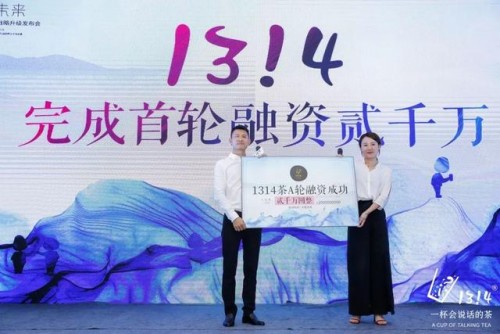 未来
1314
完成首轮融资贰千万
1314茶A轮融资成功
贰千万圆整
1314
一杯会说话的茶
A CUP OF TALKING TEA